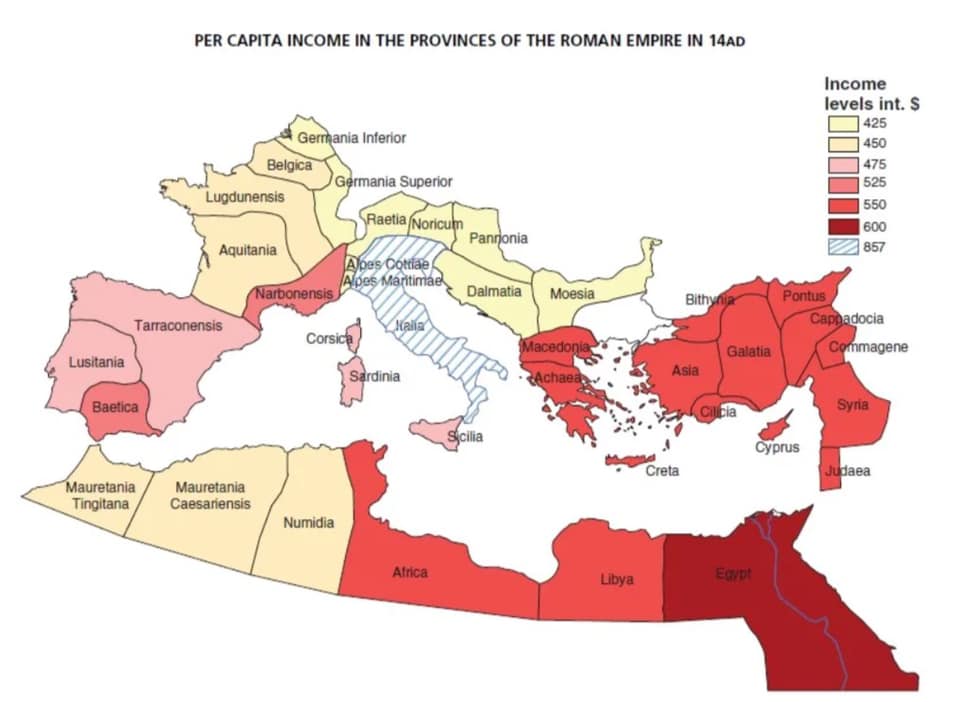 PER CAPITA INCOME IN THE PROVINCES OF THE ROMAN EMPIRE IN 14AD
Income
levels int. $
425
450
475
525
550
600
857
Germania Inferior
Belgica
Germania Superior
Lugdunensis
Raetia
Noricum
Pannonia
Aquitania
Alpes Cottiae
Alpes Maritimae
Narbonensis
Dalmatia
Moesia
Bithynia
Pontus
Cappadocia
Tarraconensis
Italia
Corsica
Macedonia
Commagene
Galatia
Lusitania
Sardinia
Achaea
Asia
Baetica
Cilicia
Syria
Sicilia
Cyprus
Creta
Judaea
Mauretania
Tingitana
Mauretania
Caesariensis
Numidia
Africa
Libya
Egypt